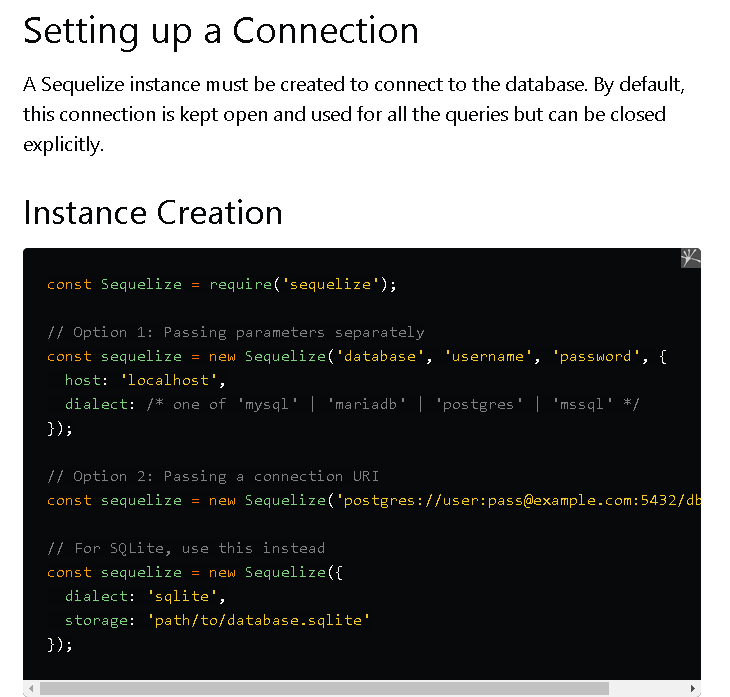 Setting up a Connection
A Sequelize instance must be created to connect to the database. By default,
this connection is kept open and used for all the queries but can be closed
explicitly.
Instance Creation
const Sequelize = require('sequelize');
// Option 1: Passing parameters separately
const sequelize = new Sequelize('database', 'username', 'password', {
  host: 'localhost',
  dialect: /* one of 'mysql' | 'mariadb' | 'postgres' | 'mssql' */
});
// Option 2: Passing a connection URI
const sequelize = new Sequelize('postgres://user:pass@example.com:5432/db
// For SQLite, use this instead
const sequelize = new Sequelize({
  dialect: 'sqlite',
  storage: 'path/to/database.sqlite'
});